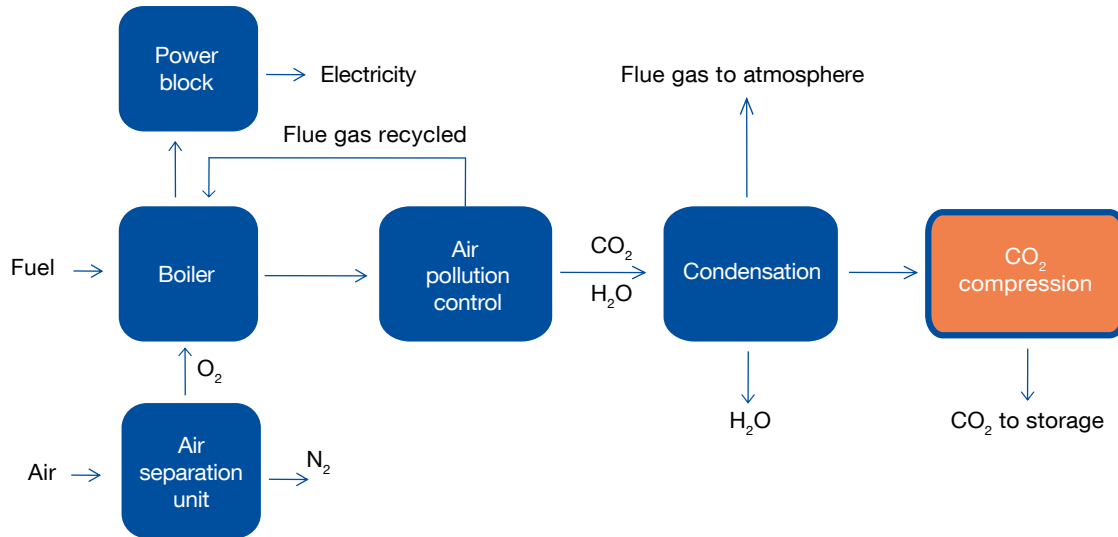 Power
block
Electricity
Flue gas to atmosphere
Flue gas recycled
Fuel
Boiler
Air
pollution
control
CO₂
H₂O
Condensation
CO₂
compression
O₂
H₂O
CO₂ to storage
Air
Air
separation
unit
N₂